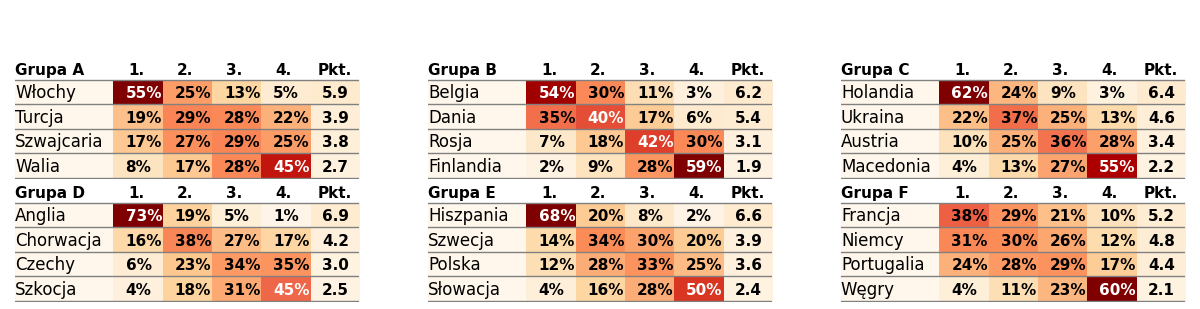 Grupa A 1. 2. 3. 4. Pkt.
Włochy 55% 25% 13% 5% 5.9
Turcja 19% 29% 28% 22% 3.9
Szwajcaria 17% 27% 29% 25% 3.8
Walia 8% 17% 28% 45% 2.7
Grupa B 1. 2. 3. 4. Pkt.
Belgia 54% 30% 11% 3% 6.2
Dania 35% 40% 17% 6% 5.4
Rosja 7% 18% 42% 30% 3.1
Finlandia 2% 9% 28% 59% 1.9
Grupa C 1. 2. 3. 4. Pkt.
Holandia 62% 24% 9% 3% 6.4
Ukraina 22% 37% 25% 13% 4.6
Austria 10% 25% 36% 28% 3.4
Macedonia 4% 13% 27% 55% 2.2
Grupa D 1. 2. 3. 4. Pkt.
Anglia 73% 19% 5% 1% 6.9
Chorwacja 16% 38% 27% 17% 4.2
Czechy 6% 23% 34% 35% 3.0
Szkocja 4% 18% 31% 45% 2.5
Grupa E 1. 2. 3. 4. Pkt.
Hiszpania 68% 20% 8% 2% 6.6
Szwecja 14% 34% 30% 20% 3.9
Polska 12% 28% 33% 25% 3.6
Słowacja 4% 16% 28% 50% 2.4
Grupa F 1. 2. 3. 4. Pkt.
Francja 38% 29% 21% 10% 5.2
Niemcy 31% 30% 26% 12% 4.8
Portugalia 24% 28% 29% 17% 4.4
Węgry 4% 11% 23% 60% 2.1